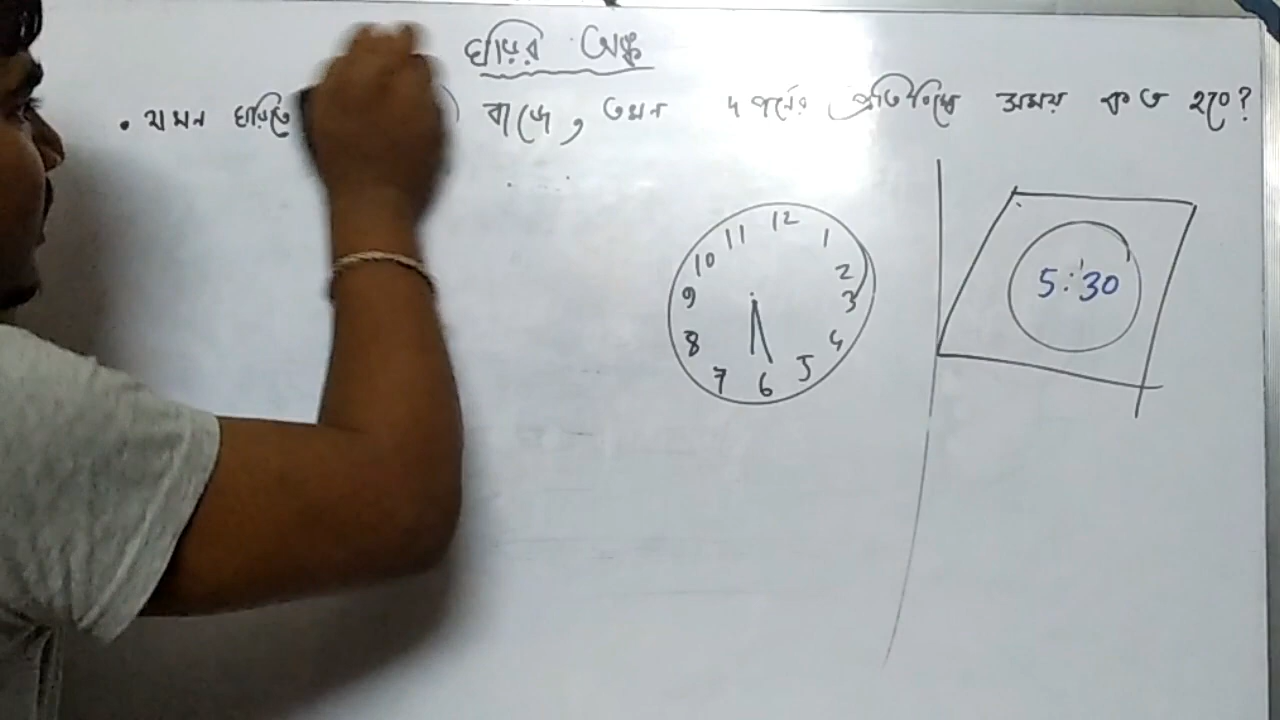 ঘড়ির অঙ্ক
• যখন ঘড়িতে বাজে, তখন দর্পনের প্রতিবিম্বে সময় কত হবে?
12
11 1
10 2
9 3
8 4
7 6 5
5:30